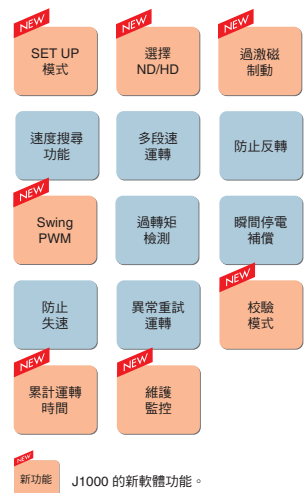 NEW
SET UP
模式
NEW
選擇
ND/HD
NEW
過激磁
制動
速度搜尋
功能
多段速
運轉
防止反轉
NEW
Swing
PWM
過轉矩
檢測
瞬間停電
補償
防止
失速
異常重試
運轉
NEW
校驗
模式
NEW
累計運轉
時間
NEW
維護
監控
NEW
新功能
J1000 的新軟體功能。